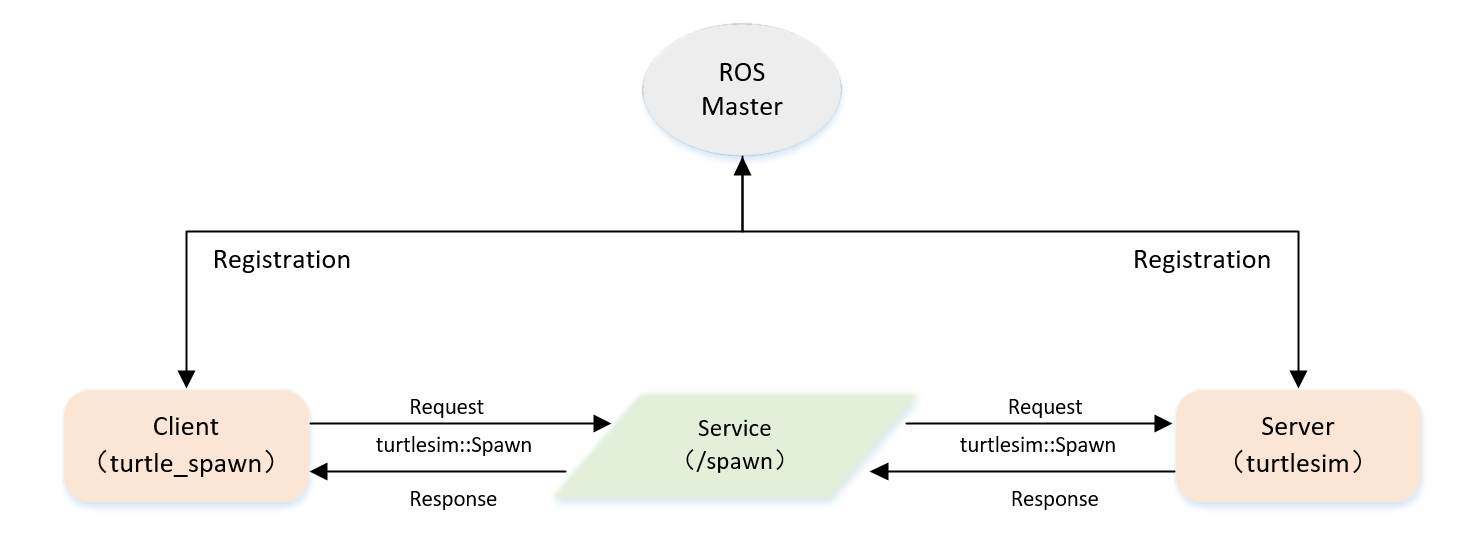 ROS
Master
Registration
Registration
Client
（turtle_spawn）
Request
turtlesim::Spawn
Response
Service
（/spawn）
Request
turtlesim::Spawn
Response
Server
（turtlesim）